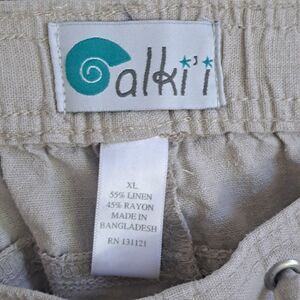 alki'i
XL
55% LINEN
45% RAYON
MADE IN
BANGLADESH
RN 131121